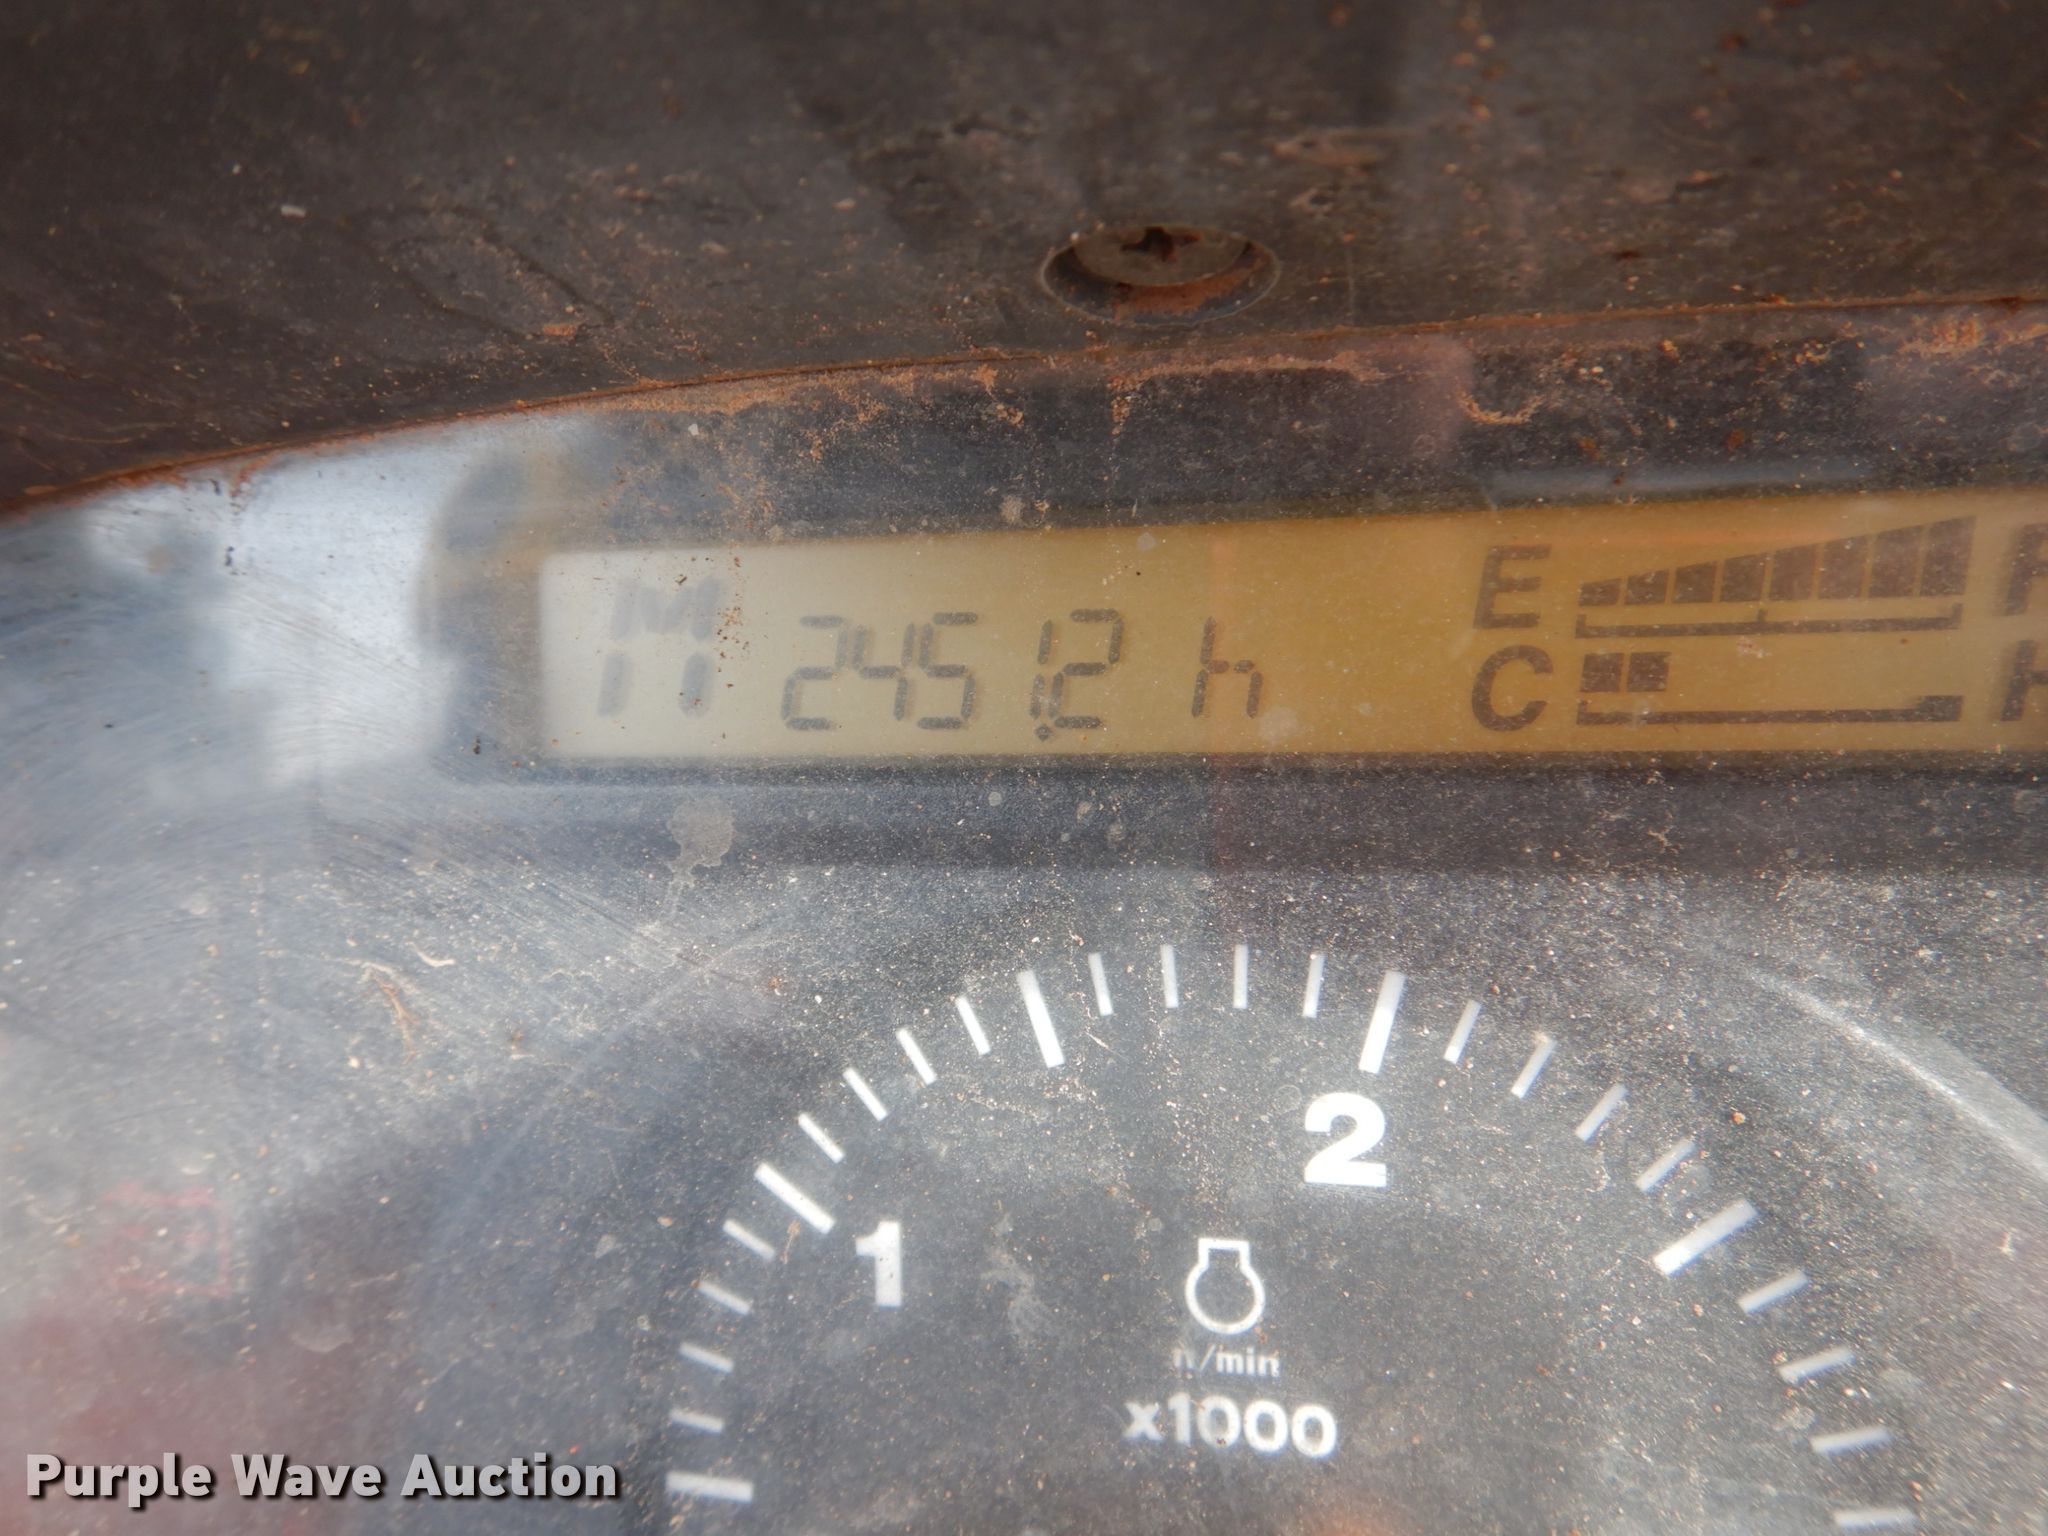 M 2451.2 h
E
C
1
2
n/min
x1000
Purple Wave Auction